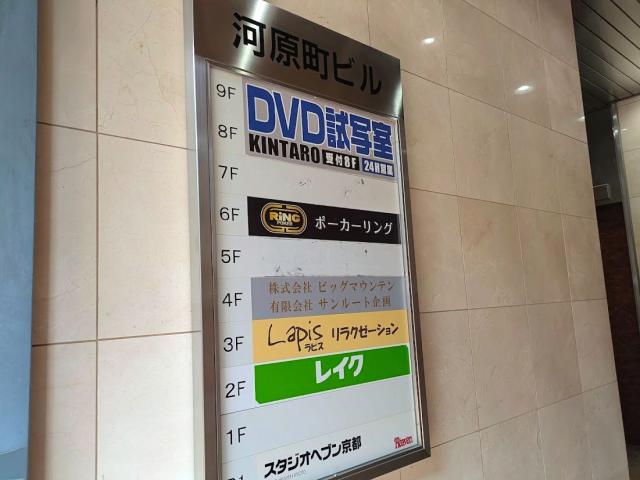 河原町ビル
9F
DVD試写室
8F
KINTARO 受付8F 24時間営業
7F
6F RiNG POKER ポーカーリング
5F
4F 株式会社 ビッグマウンテン
有限会社 サンルート企画
3F Lapis ラピス リラクゼーション
2F レイク
1F
スタジオヘブン京都 Heaven